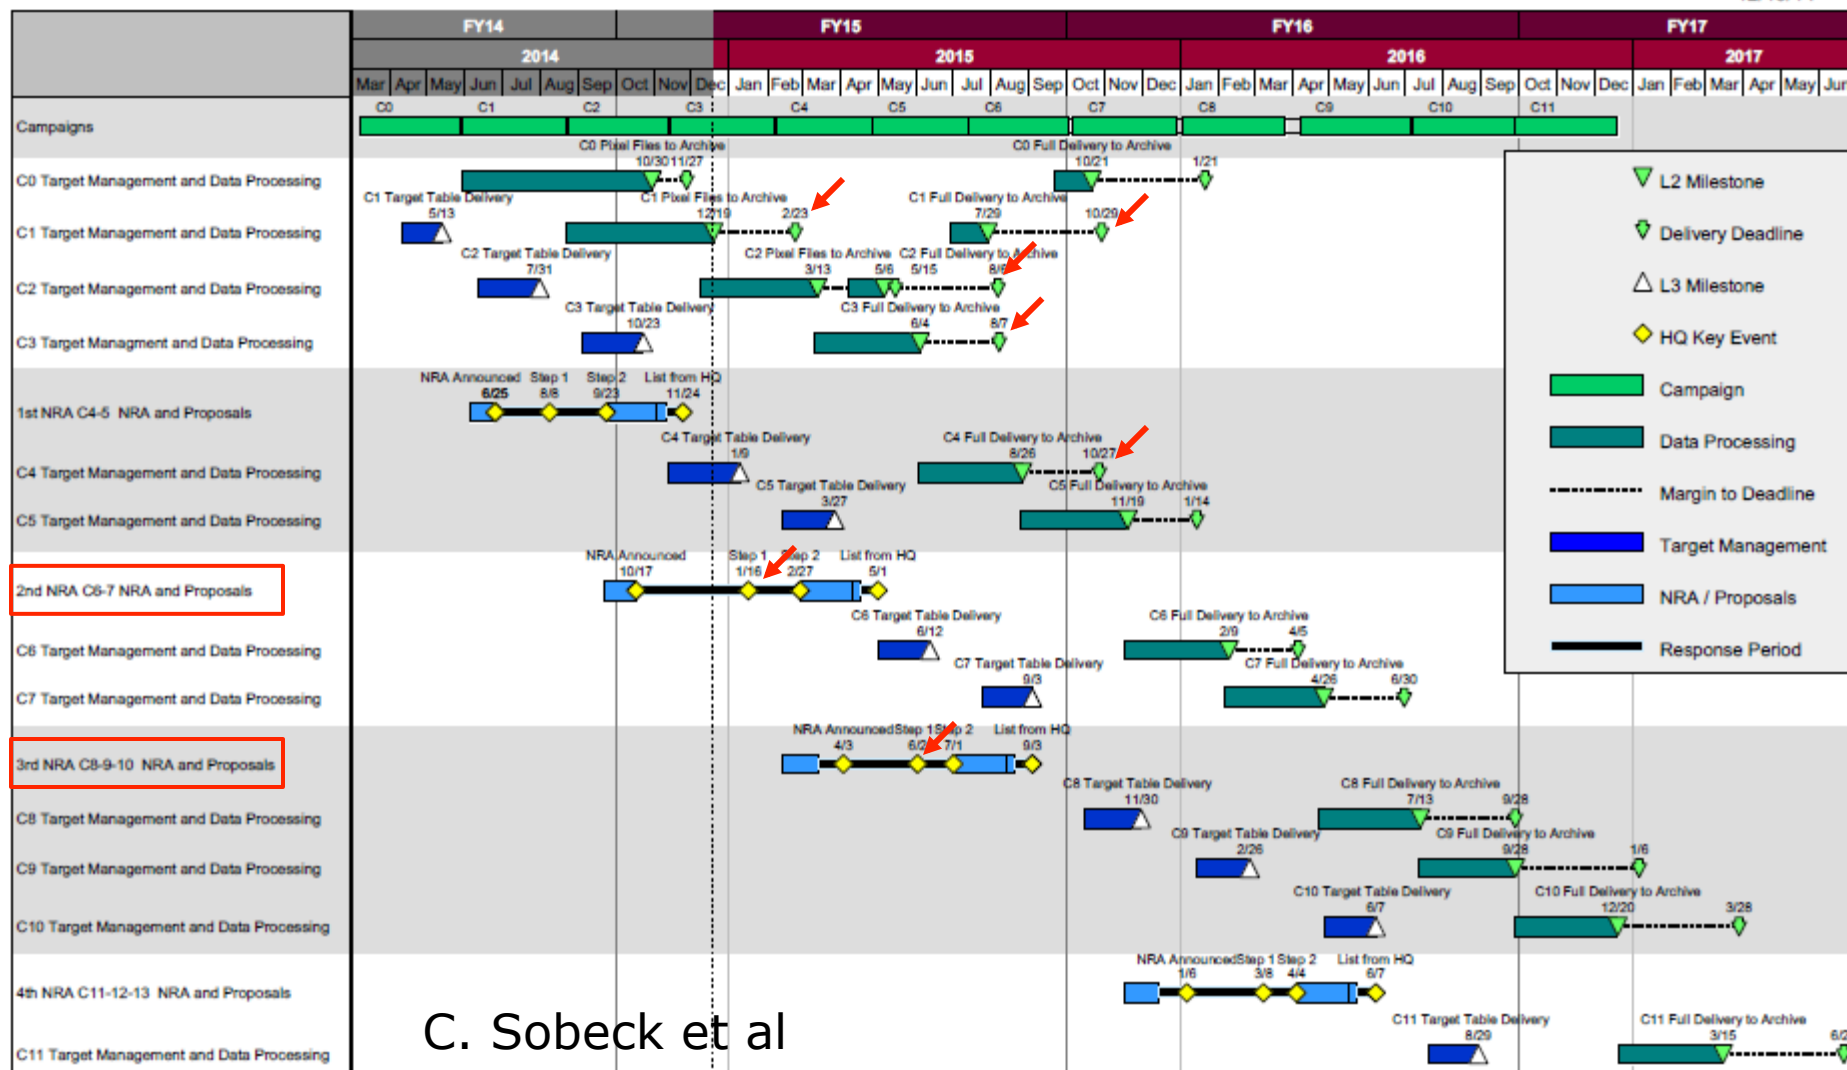 FY14 FY15 FY16 FY17
2014 2015 2016 2017
Mar Apr May Jun Jul Aug Sep Oct Nov Dec Jan Feb Mar Apr May Jun Jul Aug Sep Oct Nov Dec Jan Feb Mar Apr May Jun Jul Aug Sep Oct Nov Dec Jan Feb Mar Apr May Jun
C0 C1 C2 C3 C4 C5 C6 C7 C8 C9 C10 C11
Campaigns
C0 Pixel Files to Archive C0 Full Delivery to Archive
10/30 11/27 10/21 1/21
C0 Target Management and Data Processing
C1 Target Table Delivery C1 Pixel Files to Archive C1 Full Delivery to Archive
5/13 12/19 2/23 7/29 10/29
C1 Target Management and Data Processing
C2 Target Table Delivery C2 Pixel Files to Archive C2 Full Delivery to Archive
7/31 3/13 5/6 5/15 8/6
C2 Target Management and Data Processing
C3 Target Table Delivery C3 Full Delivery to Archive
10/23 6/4 8/7
C3 Target Managment and Data Processing
NRA Announced Step 1 Step 2 List from HQ
6/25 8/8 9/23 11/24
1st NRA C4-5 NRA and Proposals
C4 Target Table Delivery C4 Full Delivery to Archive
1/9 8/26 10/27
C4 Target Management and Data Processing
C5 Target Table Delivery C5 Full Delivery to Archive
3/27 11/19 1/14
C5 Target Management and Data Processing
NRA Announced Step 1 Step 2 List from HQ
10/17 1/16 2/27 5/1
2nd NRA C6-7 NRA and Proposals
C6 Target Table Delivery C6 Full Delivery to Archive
6/12 2/9 4/5
C6 Target Management and Data Processing
C7 Target Table Delivery C7 Full Delivery to Archive
9/3 4/26 6/30
C7 Target Management and Data Processing
NRA Announced Step 1 Step 2 List from HQ
4/3 7/1 9/3
3rd NRA C8-9-10 NRA and Proposals
C8 Target Table Delivery C8 Full Delivery to Archive
11/30 7/13 9/28
C8 Target Management and Data Processing
C9 Target Table Delivery C9 Full Delivery to Archive
2/26 9/28 1/6
C9 Target Management and Data Processing
C10 Target Table Delivery C10 Full Delivery to Archive
6/7 12/20 3/28
C10 Target Management and Data Processing
NRA Announced Step 1 Step 2 List from HQ
1/6 3/8 4/4 6/7
4th NRA C11-12-13 NRA and Proposals
C11 Target Table Delivery C11 Full Delivery to Archive
8/29 3/15
C11 Target Management and Data Processing
L2 Milestone
Delivery Deadline
L3 Milestone
HQ Key Event
Campaign
Data Processing
Margin to Deadline
Target Management
NRA / Proposals
Response Period
C. Sobeck et al